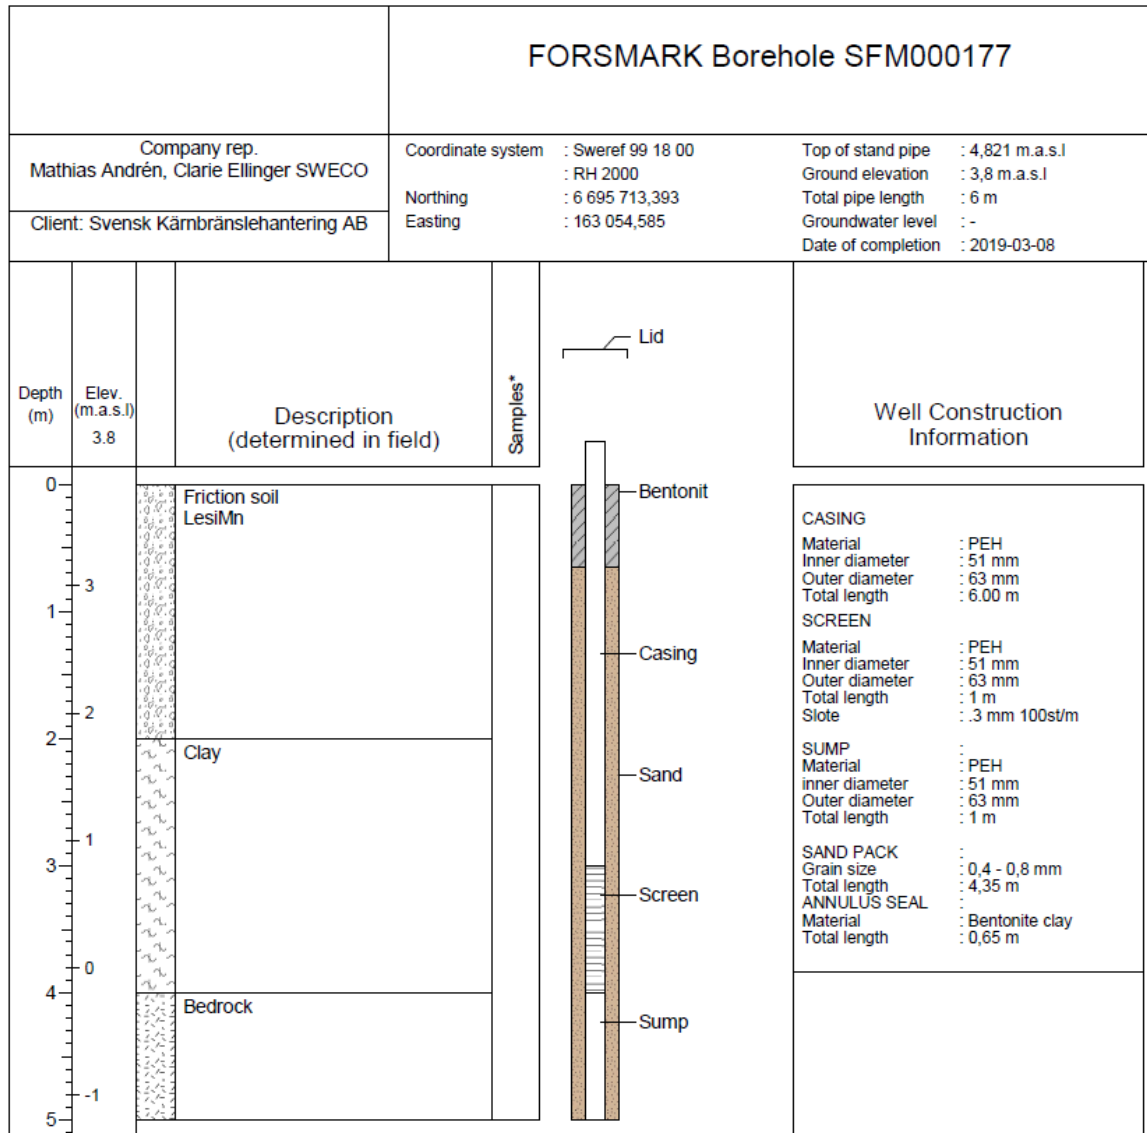 FORSMARK Borehole SFM000177
Company rep.
Mathias Andrén, Clarie Ellinger SWECO
Client: Svensk Kärnbränslehantering AB
Coordinate system : Sweref 99 18 00
: RH 2000
Northing : 6 695 713,393
Easting : 163 054,585
Top of stand pipe : 4,821 m.a.s.l
Ground elevation : 3,8 m.a.s.l
Total pipe length : 6 m
Groundwater level : -
Date of completion : 2019-03-08
Depth
(m)
Elev.
(m.a.s.l)
3.8
Description
(determined in field)
Samples*
Lid
Well Construction
Information
0
1
2
3
4
5
3
2
1
0
-1
Friction soil
LesiMn
Clay
Bedrock
Bentonit
Casing
Sand
Screen
Sump
CASING
Material : PEH
Inner diameter : 51 mm
Outer diameter : 63 mm
Total length : 6.00 m
SCREEN
Material : PEH
Inner diameter : 51 mm
Outer diameter : 63 mm
Total length : 1 m
Slote : .3 mm 100st/m
SUMP :
Material : PEH
inner diameter : 51 mm
Outer diameter : 63 mm
Total length : 1 m
SAND PACK :
Grain size : 0,4 - 0,8 mm
Total length : 4,35 m
ANNULUS SEAL :
Material : Bentonite clay
Total length : 0,65 m